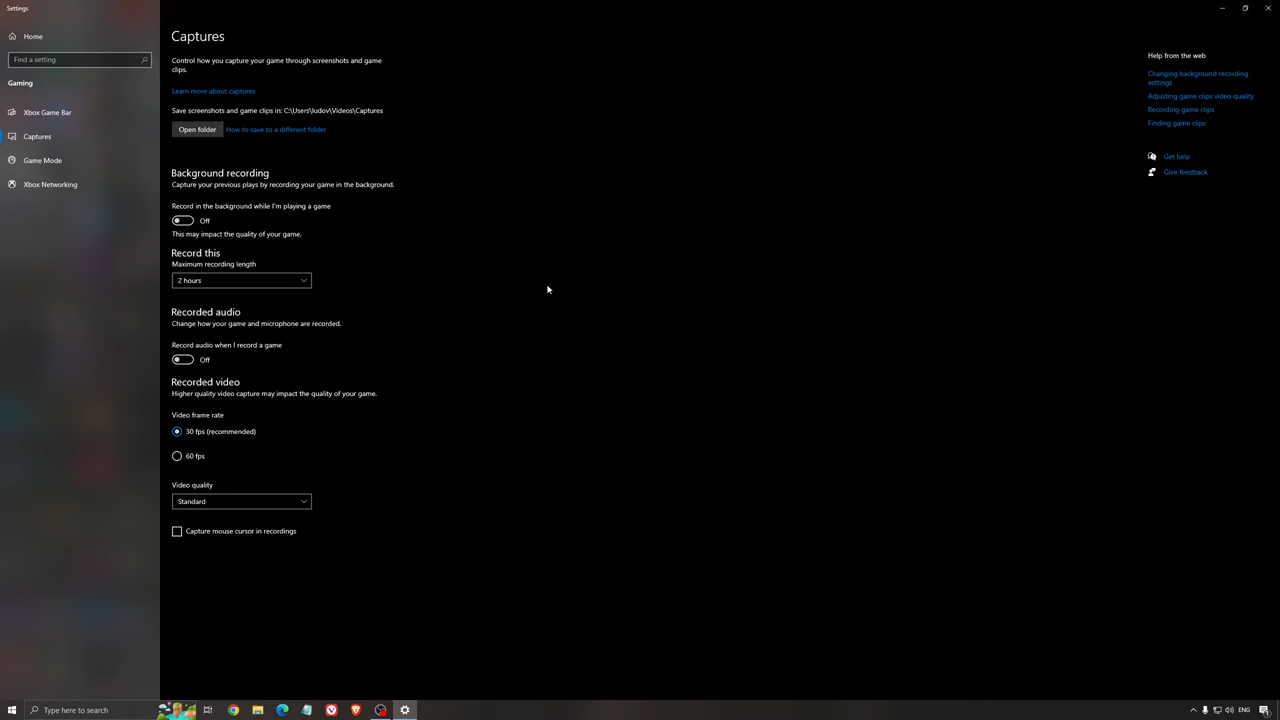 Settings
Home
Find a setting
Gaming
Xbox Game Bar
Captures
Game Mode
Xbox Networking
Captures
Control how you capture your game through screenshots and game
clips.
Learn more about captures
Save screenshots and game clips in: C:\Users\ludov\Videos\Captures
Open folder
How to save to a different folder
Background recording
Capture your previous plays by recording your game in the background.
Record in the background while I'm playing a game
Off
This may impact the quality of your game.
Record this
Maximum recording length
2 hours
Recorded audio
Change how your game and microphone are recorded.
Record audio when I record a game
Off
Recorded video
Higher quality video capture may impact the quality of your game.
Video frame rate
30 fps (recommended)
60 fps
Video quality
Standard
Capture mouse cursor in recordings
Help from the web
Changing background recording
settings
Adjusting game clips video quality
Recording game clips
Finding game clips
Get help
Give feedback
Type here to search
ENG